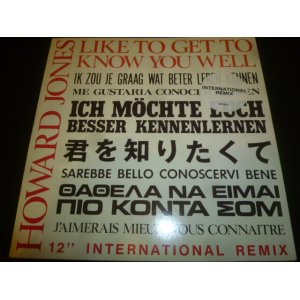 HOWARD JONES
LIKE TO GET TO
KNOW YOU WELL
IK ZOU JE GRAAG WAT BETER KENNEN
INTERNATIONAL
REMIX
ME GUSTARIA
ICH MÖCHTE EUCH
BESSER KENNENLERNEN
君を知りたくて
SAREBBE BELLO CONOSCERVI BENE
ΘΑΘΕΛΑ ΝΑ ΕΙΜΑΙ
ΠΙΟ ΚΟΝΤΑ ΣΟΜ
J'AIMERAIS MIEUX VOUS CONNAITRE
12" INTERNATIONAL REMIX